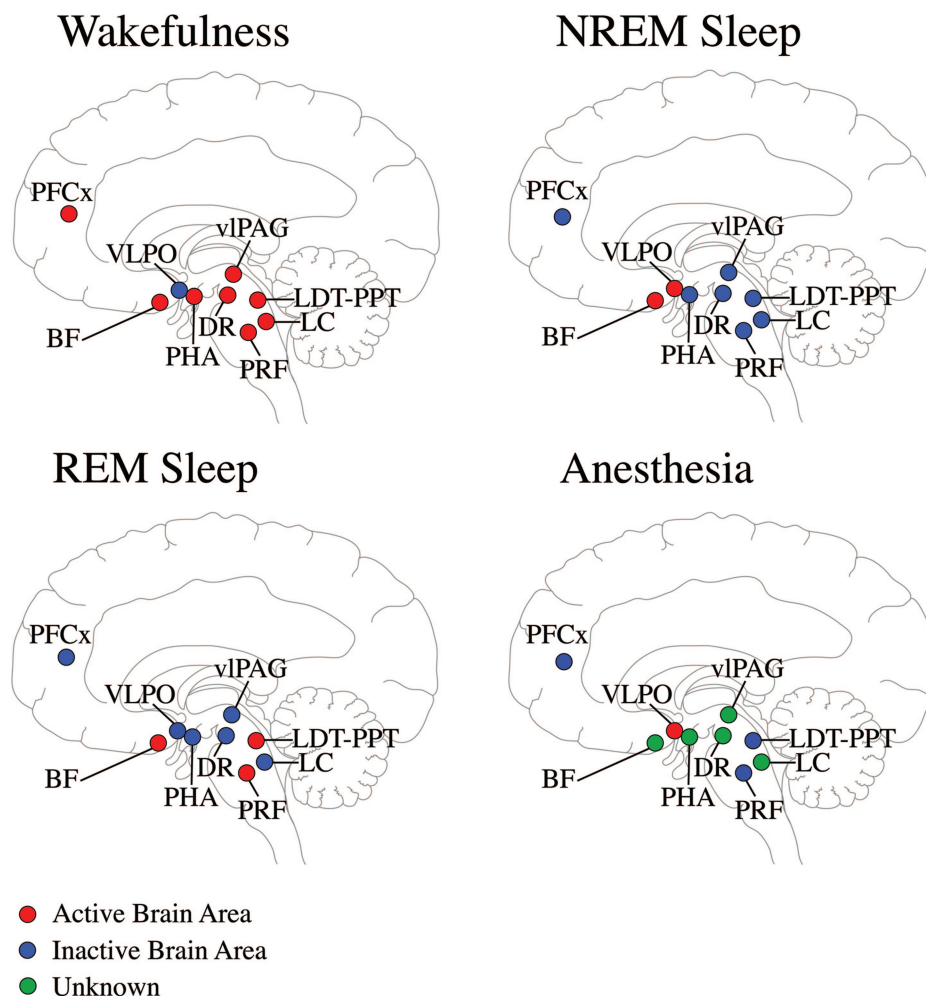 Wakefulness
NREM Sleep
PFCx
vlPAG
VLPO
LDT-PPT
LC
BF
DR
PHA
PRF
PFCx
vlPAG
VLPO
LDT-PPT
LC
BF
DR
PHA
PRF
REM Sleep
Anesthesia
PFCx
vlPAG
VLPO
LDT-PPT
LC
BF
DR
PHA
PRF
PFCx
vlPAG
VLPO
LDT-PPT
LC
BF
DR
PHA
PRF
Active Brain Area
Inactive Brain Area
Unknown